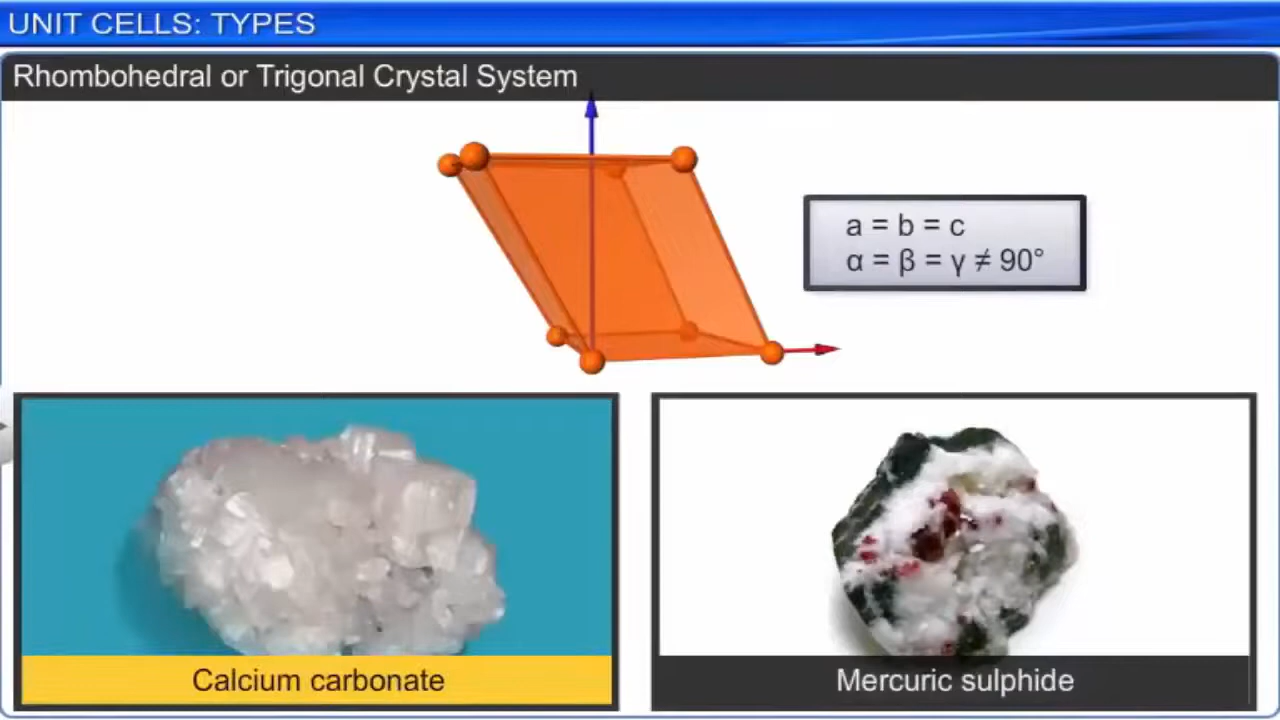 UNIT CELLS: TYPES
Rhombohedral or Trigonal Crystal System
a = b = c
α = β = γ ≠ 90°
Calcium carbonate
Mercuric sulphide